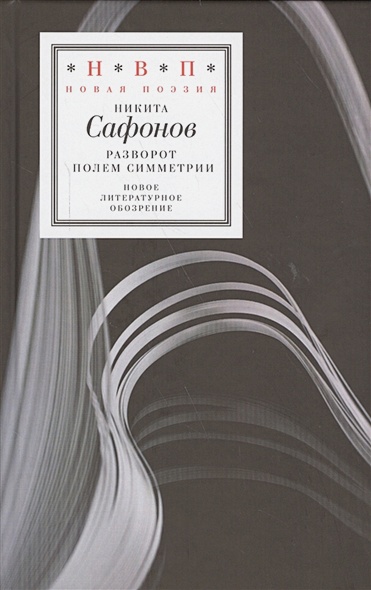 * Н * В * П *
НОВАЯ ПОЭЗИЯ
НИКИТА
Сафонов
РАЗВОРОТ
ПОЛЕМ СИММЕТРИИ
НОВОЕ
ЛИТЕРАТУРНОЕ
ОБОЗРЕНИЕ